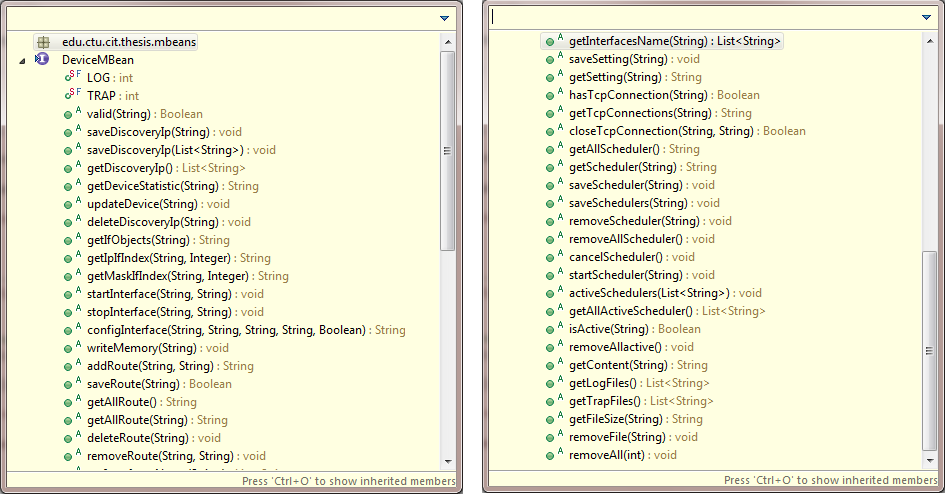 edu.ctu.cit.thesis.mbeans
DeviceMBean
LOG : int
TRAP : int
valid(String) : Boolean
saveDiscoveryIp(String) : void
saveDiscoveryIp(List<String>) : void
getDiscoveryIp() : List<String>
getDeviceStatistic(String) : String
updateDevice(String) : void
deleteDiscoveryIp(String) : void
getIfObjects(String) : String
getIpIfIndex(String, Integer) : String
getMaskIfIndex(String, Integer) : String
startInterface(String, String) : void
stopInterface(String, String) : void
configInterface(String, String, String, String, Boolean) : String
writeMemory(String) : void
addRoute(String, String) : String
saveRoute(String) : Boolean
getAllRoute() : String
getAllRoute(String) : String
deleteRoute(String) : void
removeRoute(String, String) : void
Press 'Ctrl+O' to show inherited members
getInterfacesName(String) : List<String>
saveSetting(String) : void
getSetting(String) : String
hasTcpConnection(String) : Boolean
getTcpConnections(String) : String
closeTcpConnection(String, String) : Boolean
getAllScheduler() : String
getScheduler(String) : String
saveScheduler(String) : void
saveSchedulers(String) : void
removeScheduler(String) : void
removeAllScheduler() : void
cancelScheduler() : void
startScheduler(String) : void
activeSchedulers(List<String>) : void
getAllActiveScheduler() : List<String>
isActive(String) : Boolean
removeAllactive() : void
getContent(String) : String
getLogFiles() : List<String>
getTrapFiles() : List<String>
getFileSize(String) : String
removeFile(String) : void
removeAll(int) : void
Press 'Ctrl+O' to show inherited members